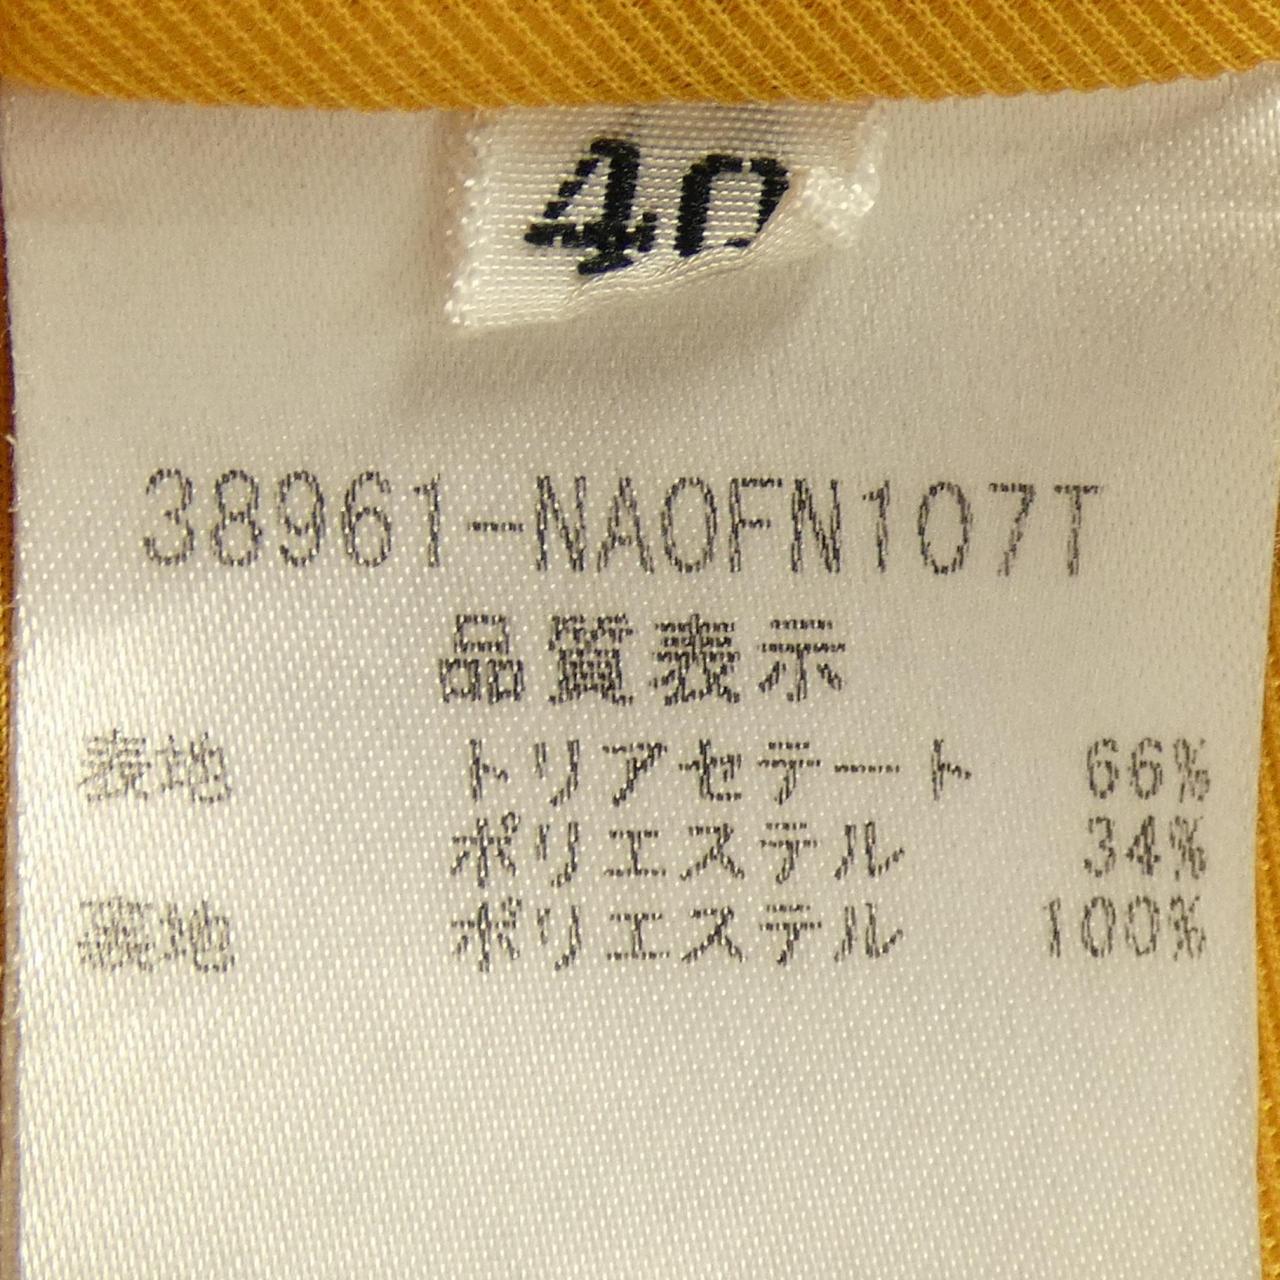 40
38961-NAOFN107T
品質表示
表地 トリアセテート 66%
ポリエステル 34%
裏地 ポリエステル 100%